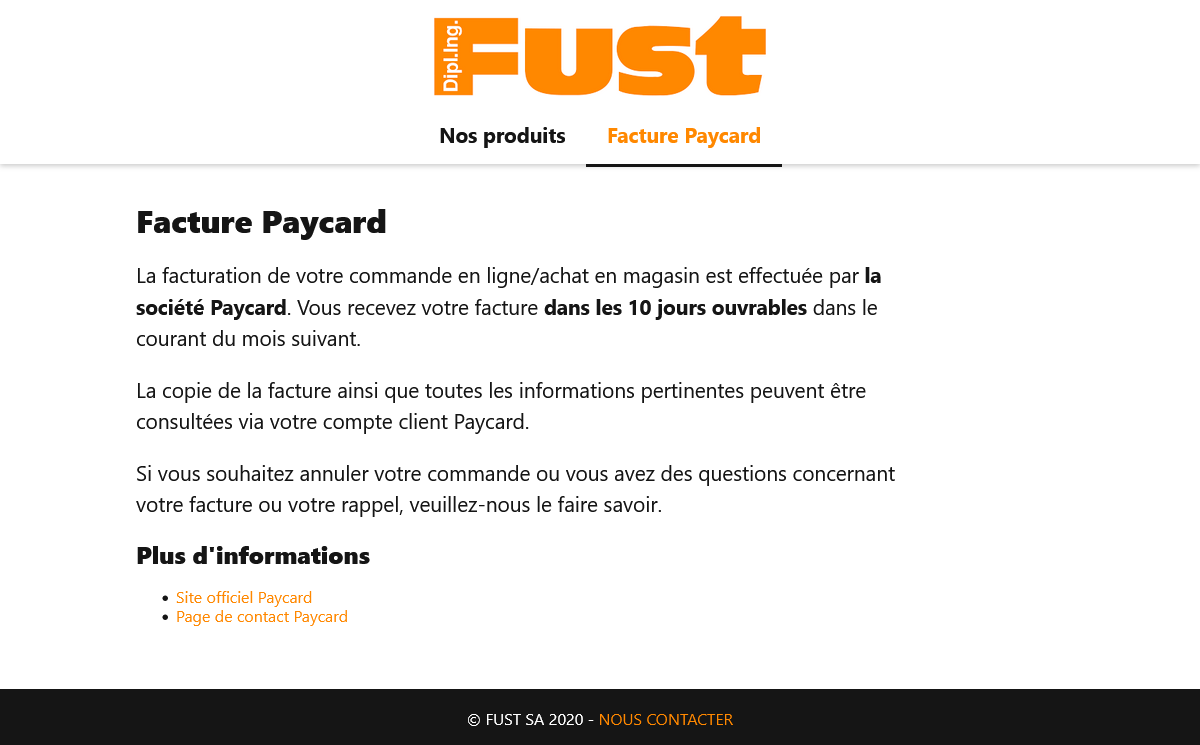 Dipl.Ing. Fust
Nos produits Facture Paycard
Facture Paycard
La facturation de votre commande en ligne/achat en magasin est effectuée par la
société Paycard. Vous recevez votre facture dans les 10 jours ouvrables dans le
courant du mois suivant.
La copie de la facture ainsi que toutes les informations pertinentes peuvent être
consultées via votre compte client Paycard.
Si vous souhaitez annuler votre commande ou vous avez des questions concernant
votre facture ou votre rappel, veuillez-nous le faire savoir.
Plus d'informations
• Site officiel Paycard
• Page de contact Paycard
© FUST SA 2020 - NOUS CONTACTER